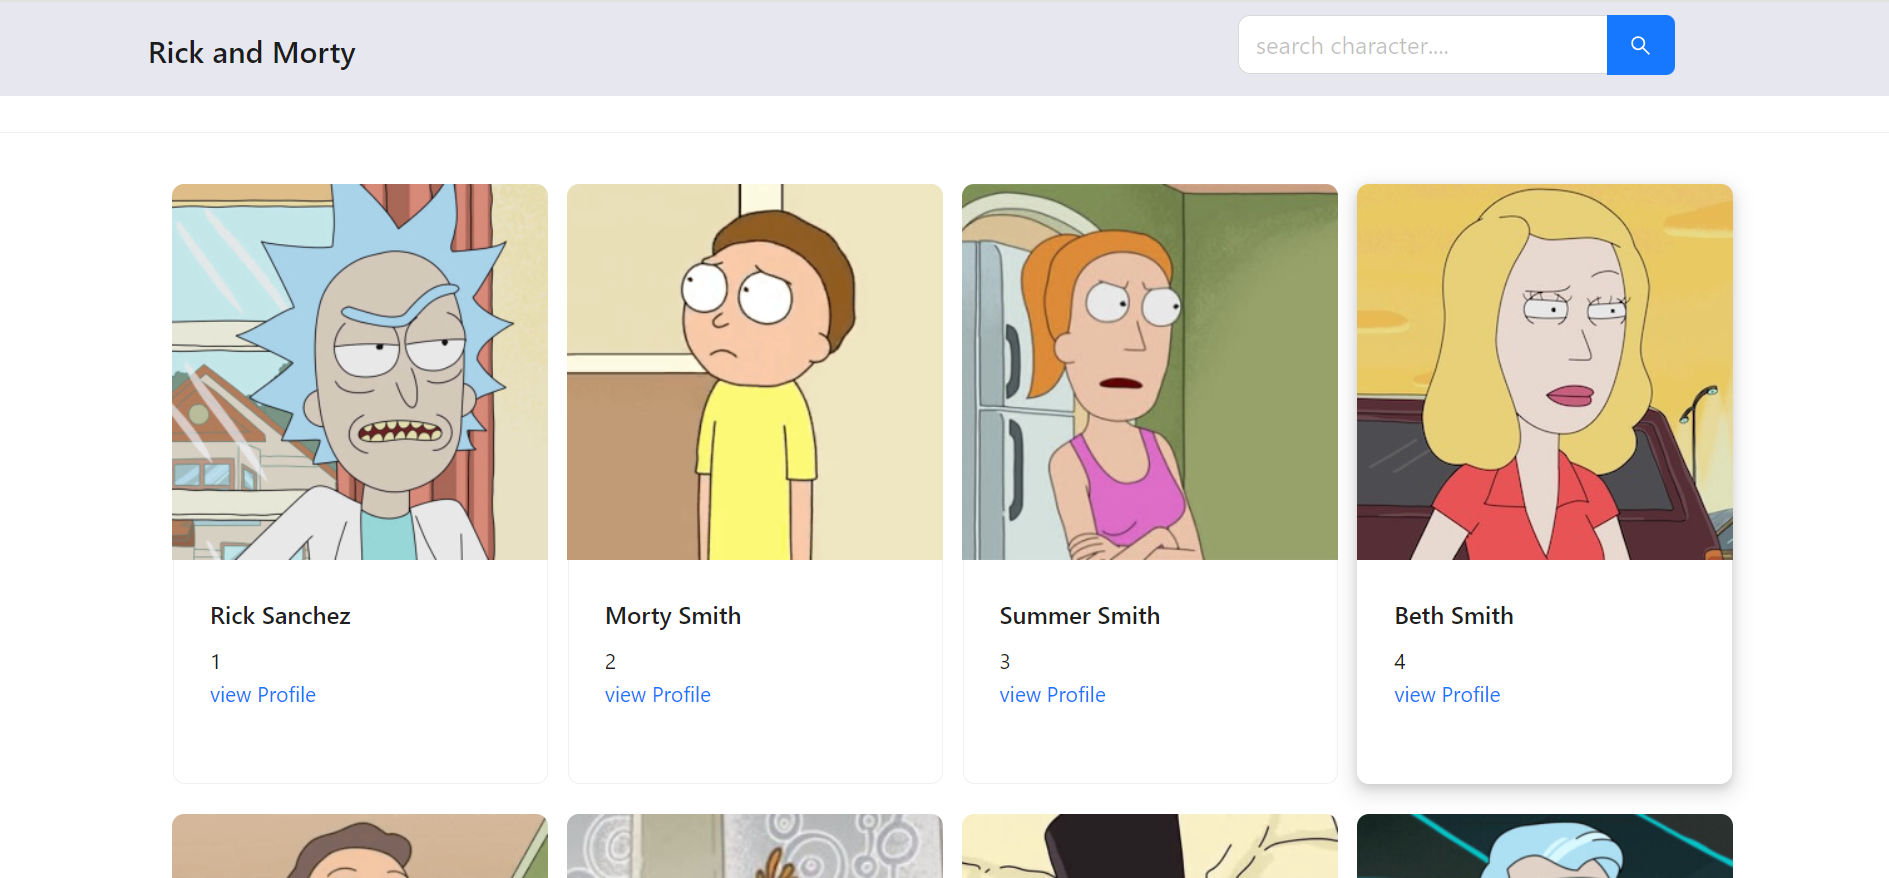 Rick and Morty
search character....
Rick Sanchez
1
view Profile
Morty Smith
2
view Profile
Summer Smith
3
view Profile
Beth Smith
4
view Profile